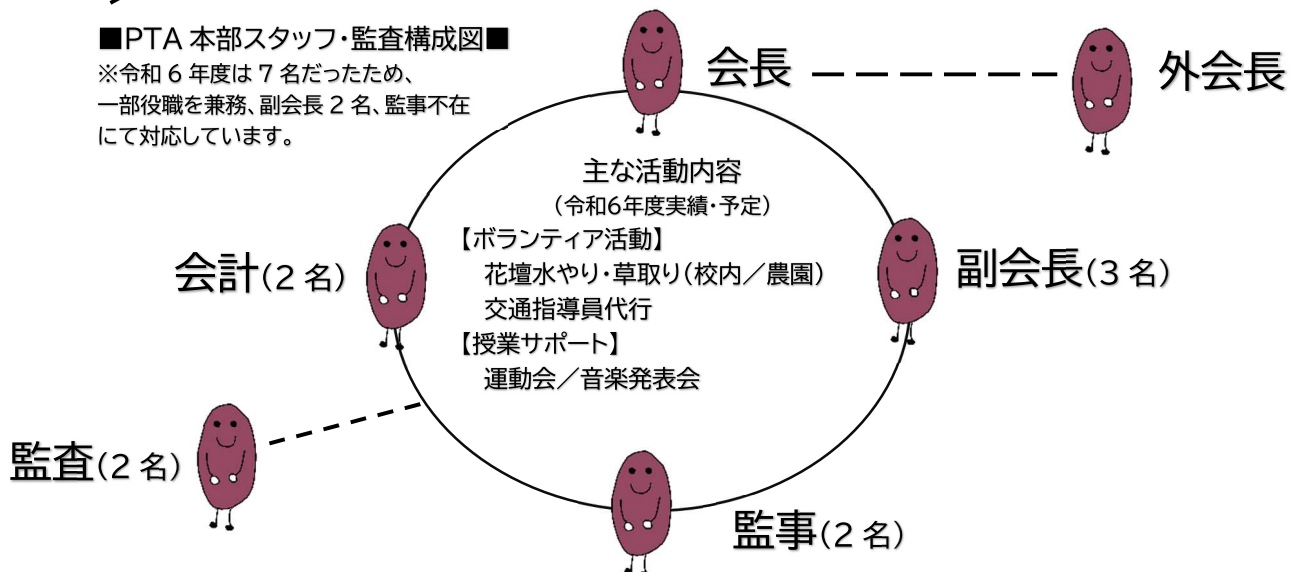 ■PTA 本部スタッフ・監査構成図■
※令和 6 年度は 7 名だったため、
一部役職を兼務、副会長 2 名、監事不在
にて対応しています。
会長
外会長
主な活動内容
(令和6年度実績・予定)
【ボランティア活動】
花壇水やり・草取り(校内/農園)
交通指導員代行
【授業サポート】
運動会/音楽発表会
会計(2 名)
副会長(3 名)
監査(2 名)
監事(2 名)